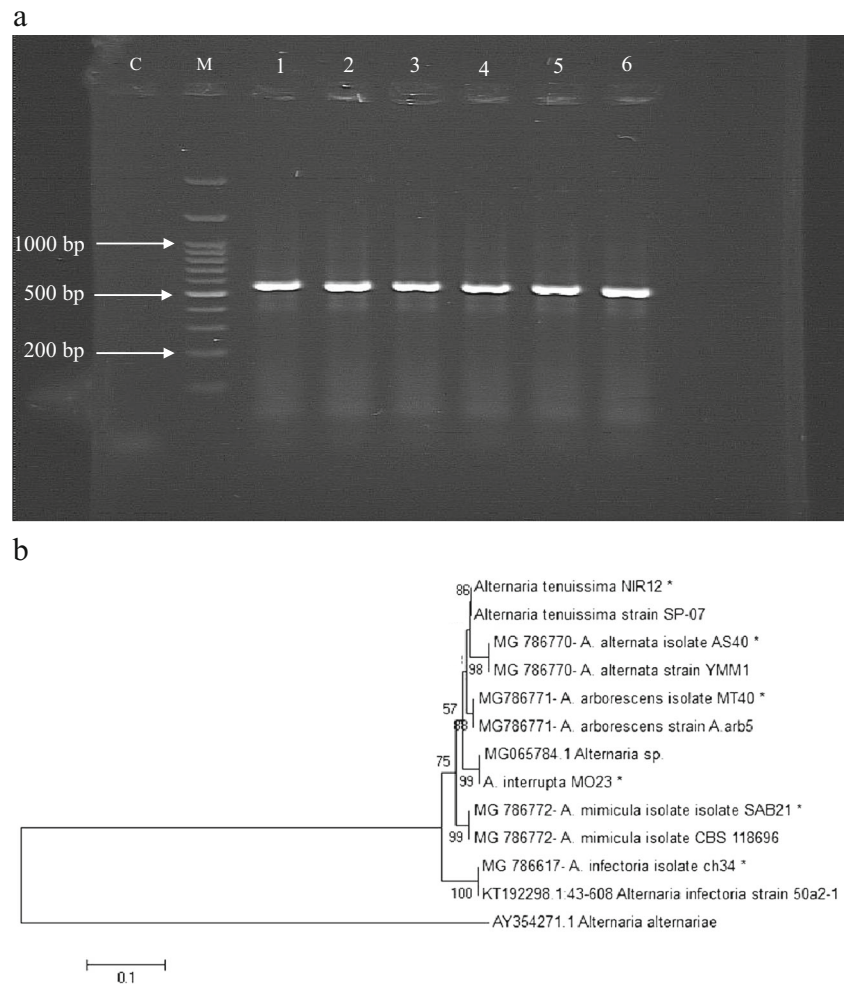 a
C M 1 2 3 4 5 6
1000 bp
500 bp
200 bp
b
86 Alternaria tenuissima NIR12 *
Alternaria tenuissima strain SP-07
MG 786770- A. alternata isolate AS40 *
98 MG 786770- A. alternata strain YMM1
MG786771- A. arborescens isolate MT40 *
57
88 MG786771- A. arborescens strain A.arb5
MG065784.1 Alternaria sp.
75
99 A. interrupta MO23 *
MG 786772- A. mimicula isolate isolate SAB21 *
99 MG 786772- A. mimicula isolate CBS 118696
MG 786617- A. infectoria isolate ch34 *
100 KT192298.1:43-608 Alternaria infectoria strain 50a2-1
AY354271.1 Alternaria alternariae
0.1